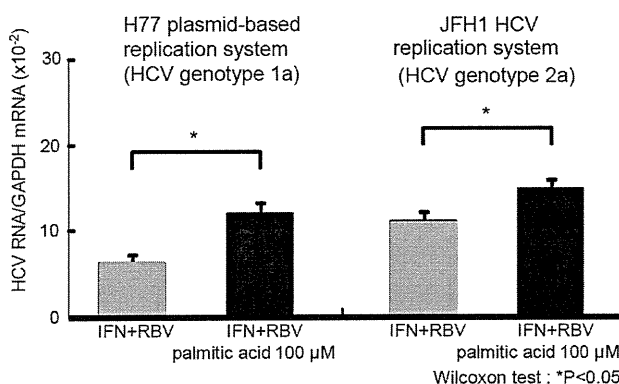 H77 plasmid-based
replication system
(HCV genotype 1a)
JFH1 HCV
replication system
(HCV genotype 2a)
HCV RNA/GAPDH mRNA (x10-2)
30
20
10
0
*
*
IFN+RBV
IFN+RBV
palmitic acid 100 µM
IFN+RBV
IFN+RBV
palmitic acid 100 µM
Wilcoxon test : *P<0.05